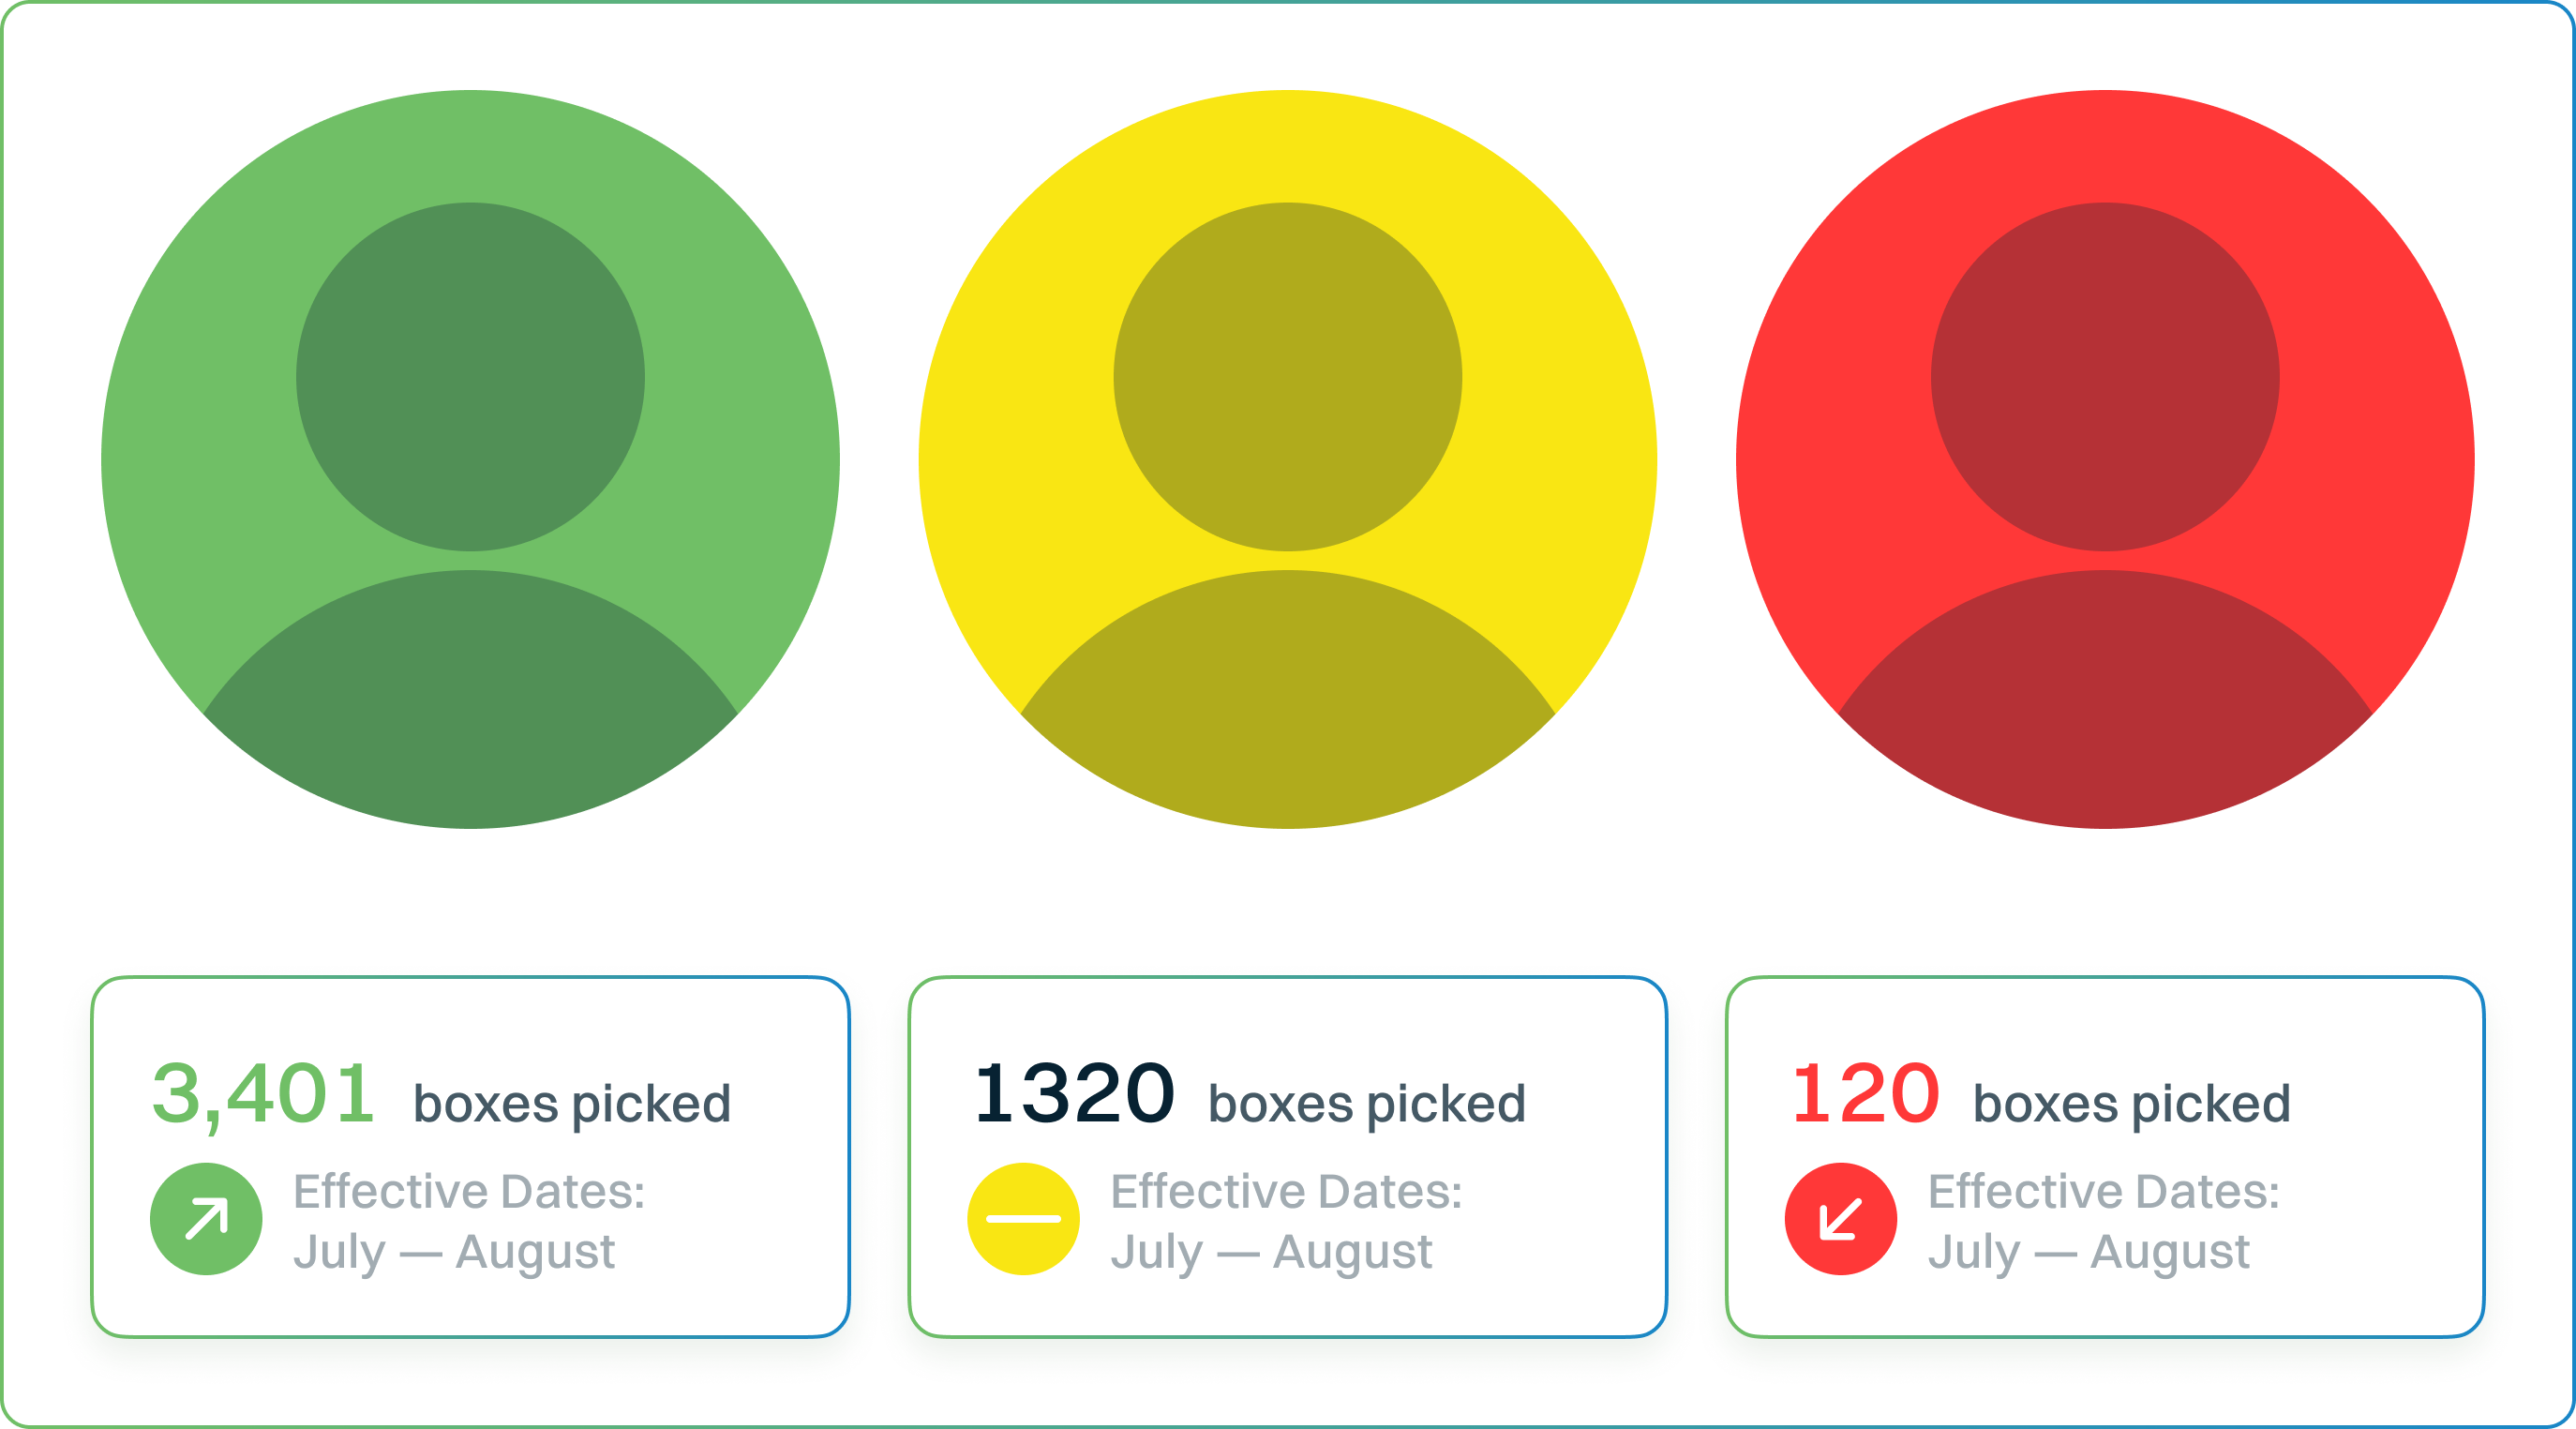 3,401 boxes picked
Effective Dates:
July — August
1320 boxes picked
Effective Dates:
July — August
120 boxes picked
Effective Dates:
July — August